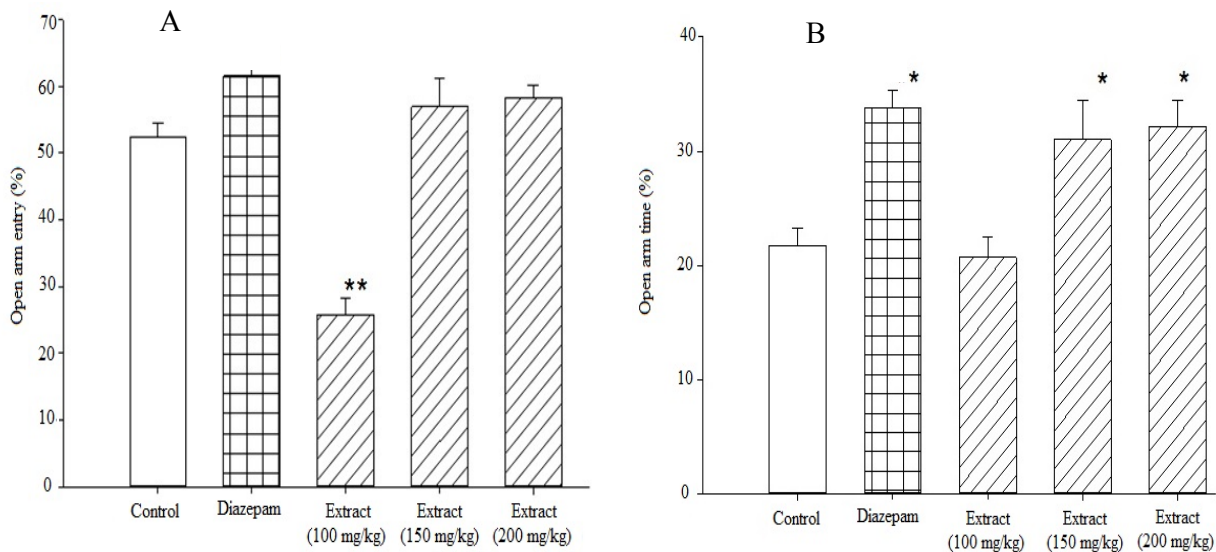 A
Open arm entry (%)
70
60
50
40
30
20
10
0
**
Control
Diazepam
Extract
(100 mg/kg)
Extract
(150 mg/kg)
Extract
(200 mg/kg)
B
Open arm time (%)
40
30
20
10
0
*
*
*
Control
Diazepam
Extract
(100 mg/kg)
Extract
(150 mg/kg)
Extract
(200 mg/kg)